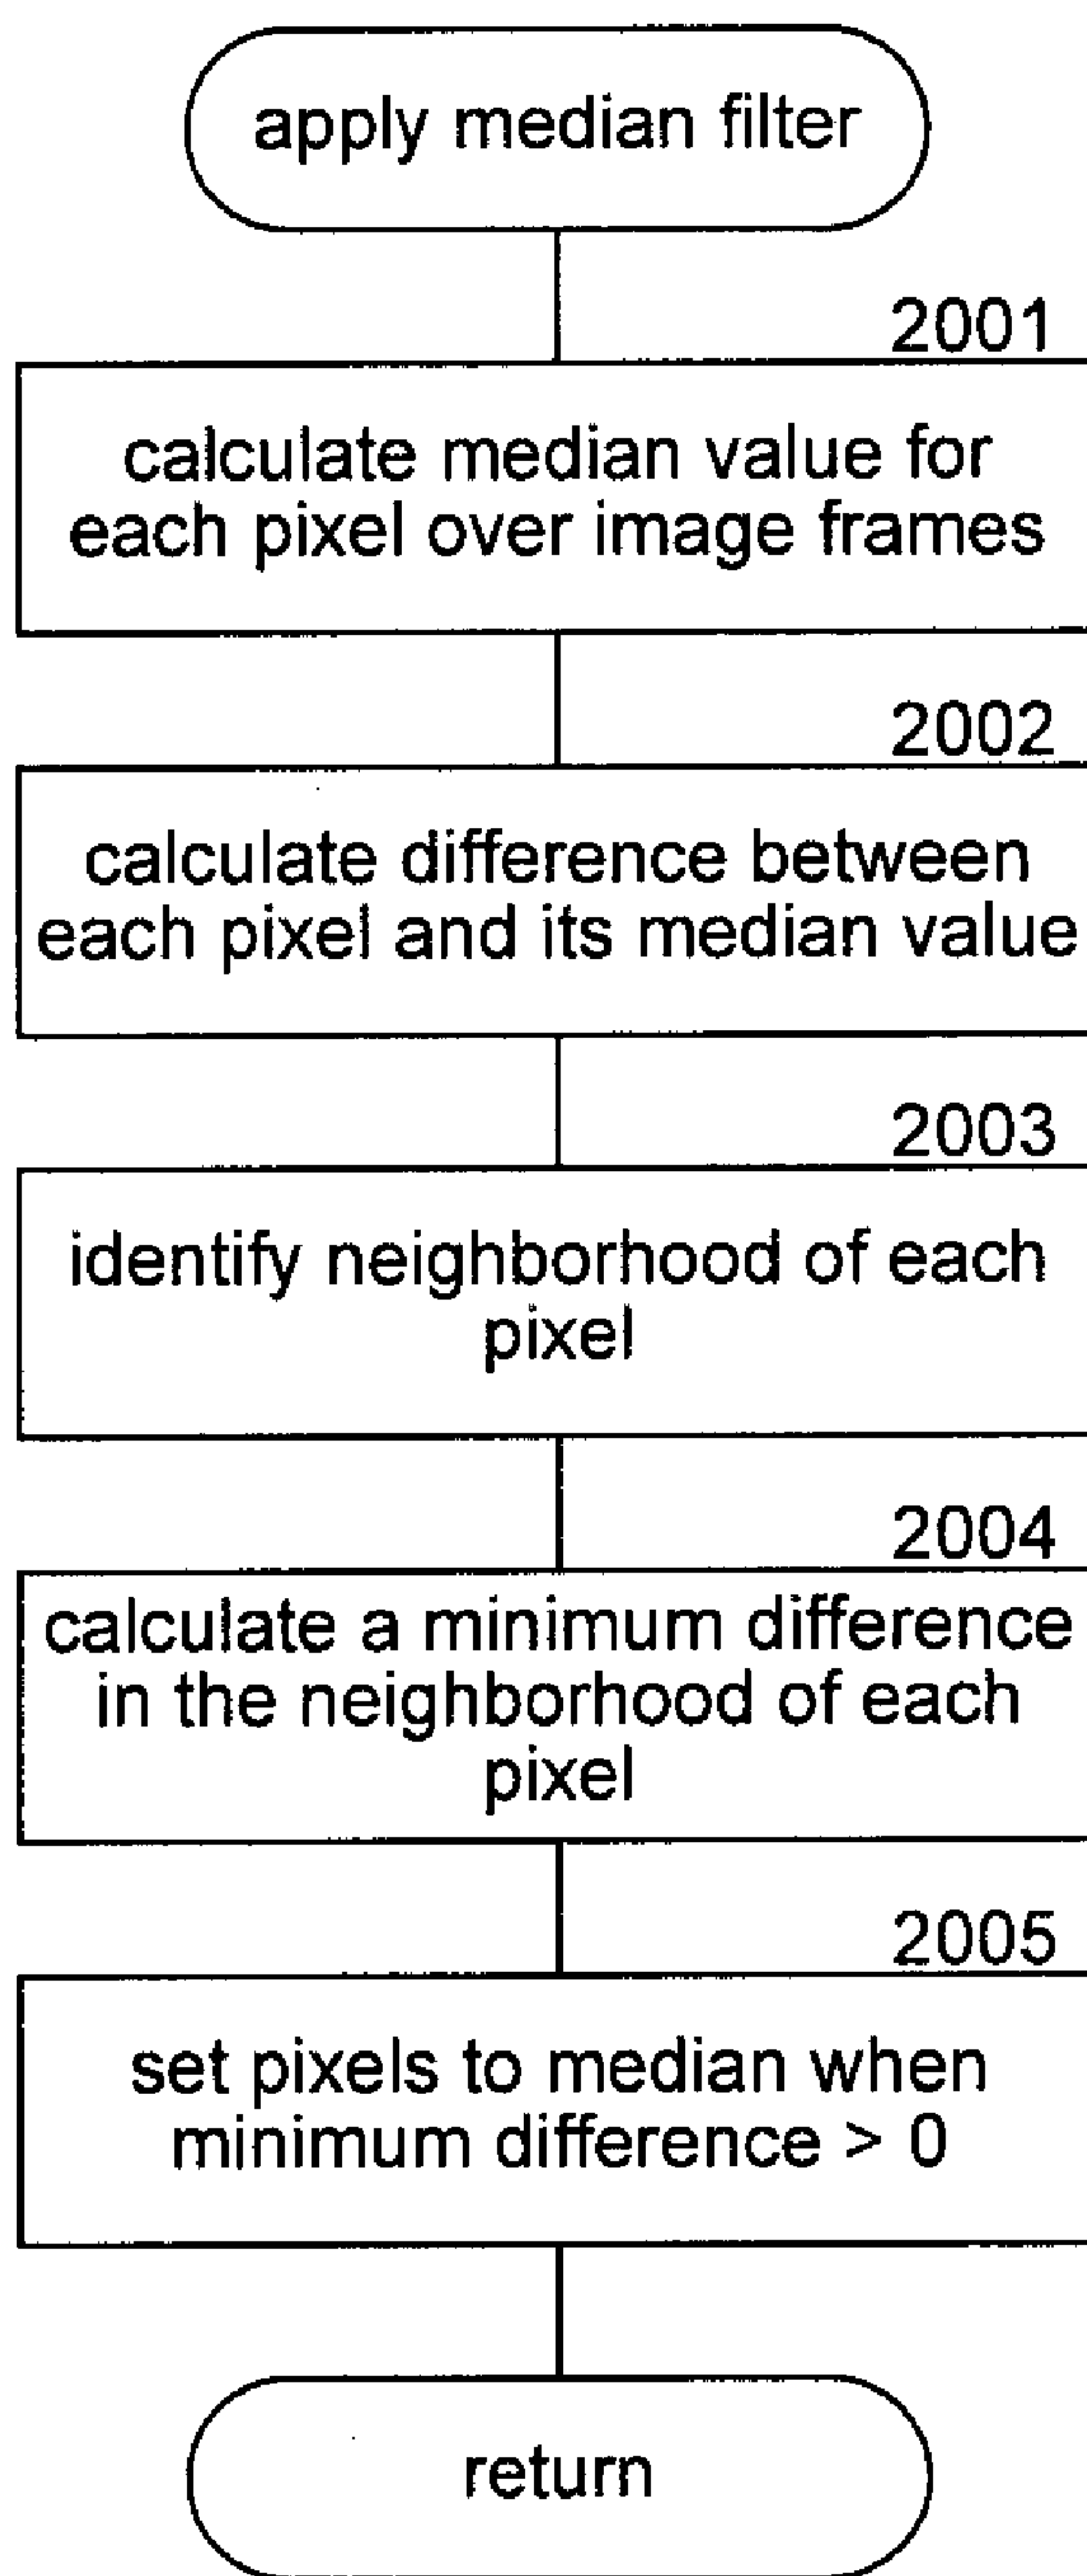 apply median filter
2001
calculate median value for
each pixel over image frames
2002
calculate difference between
each pixel and its median value
2003
identify neighborhood of each
pixel
2004
calculate a minimum difference
in the neighborhood of each
pixel
2005
set pixels to median when
minimum difference > 0
return